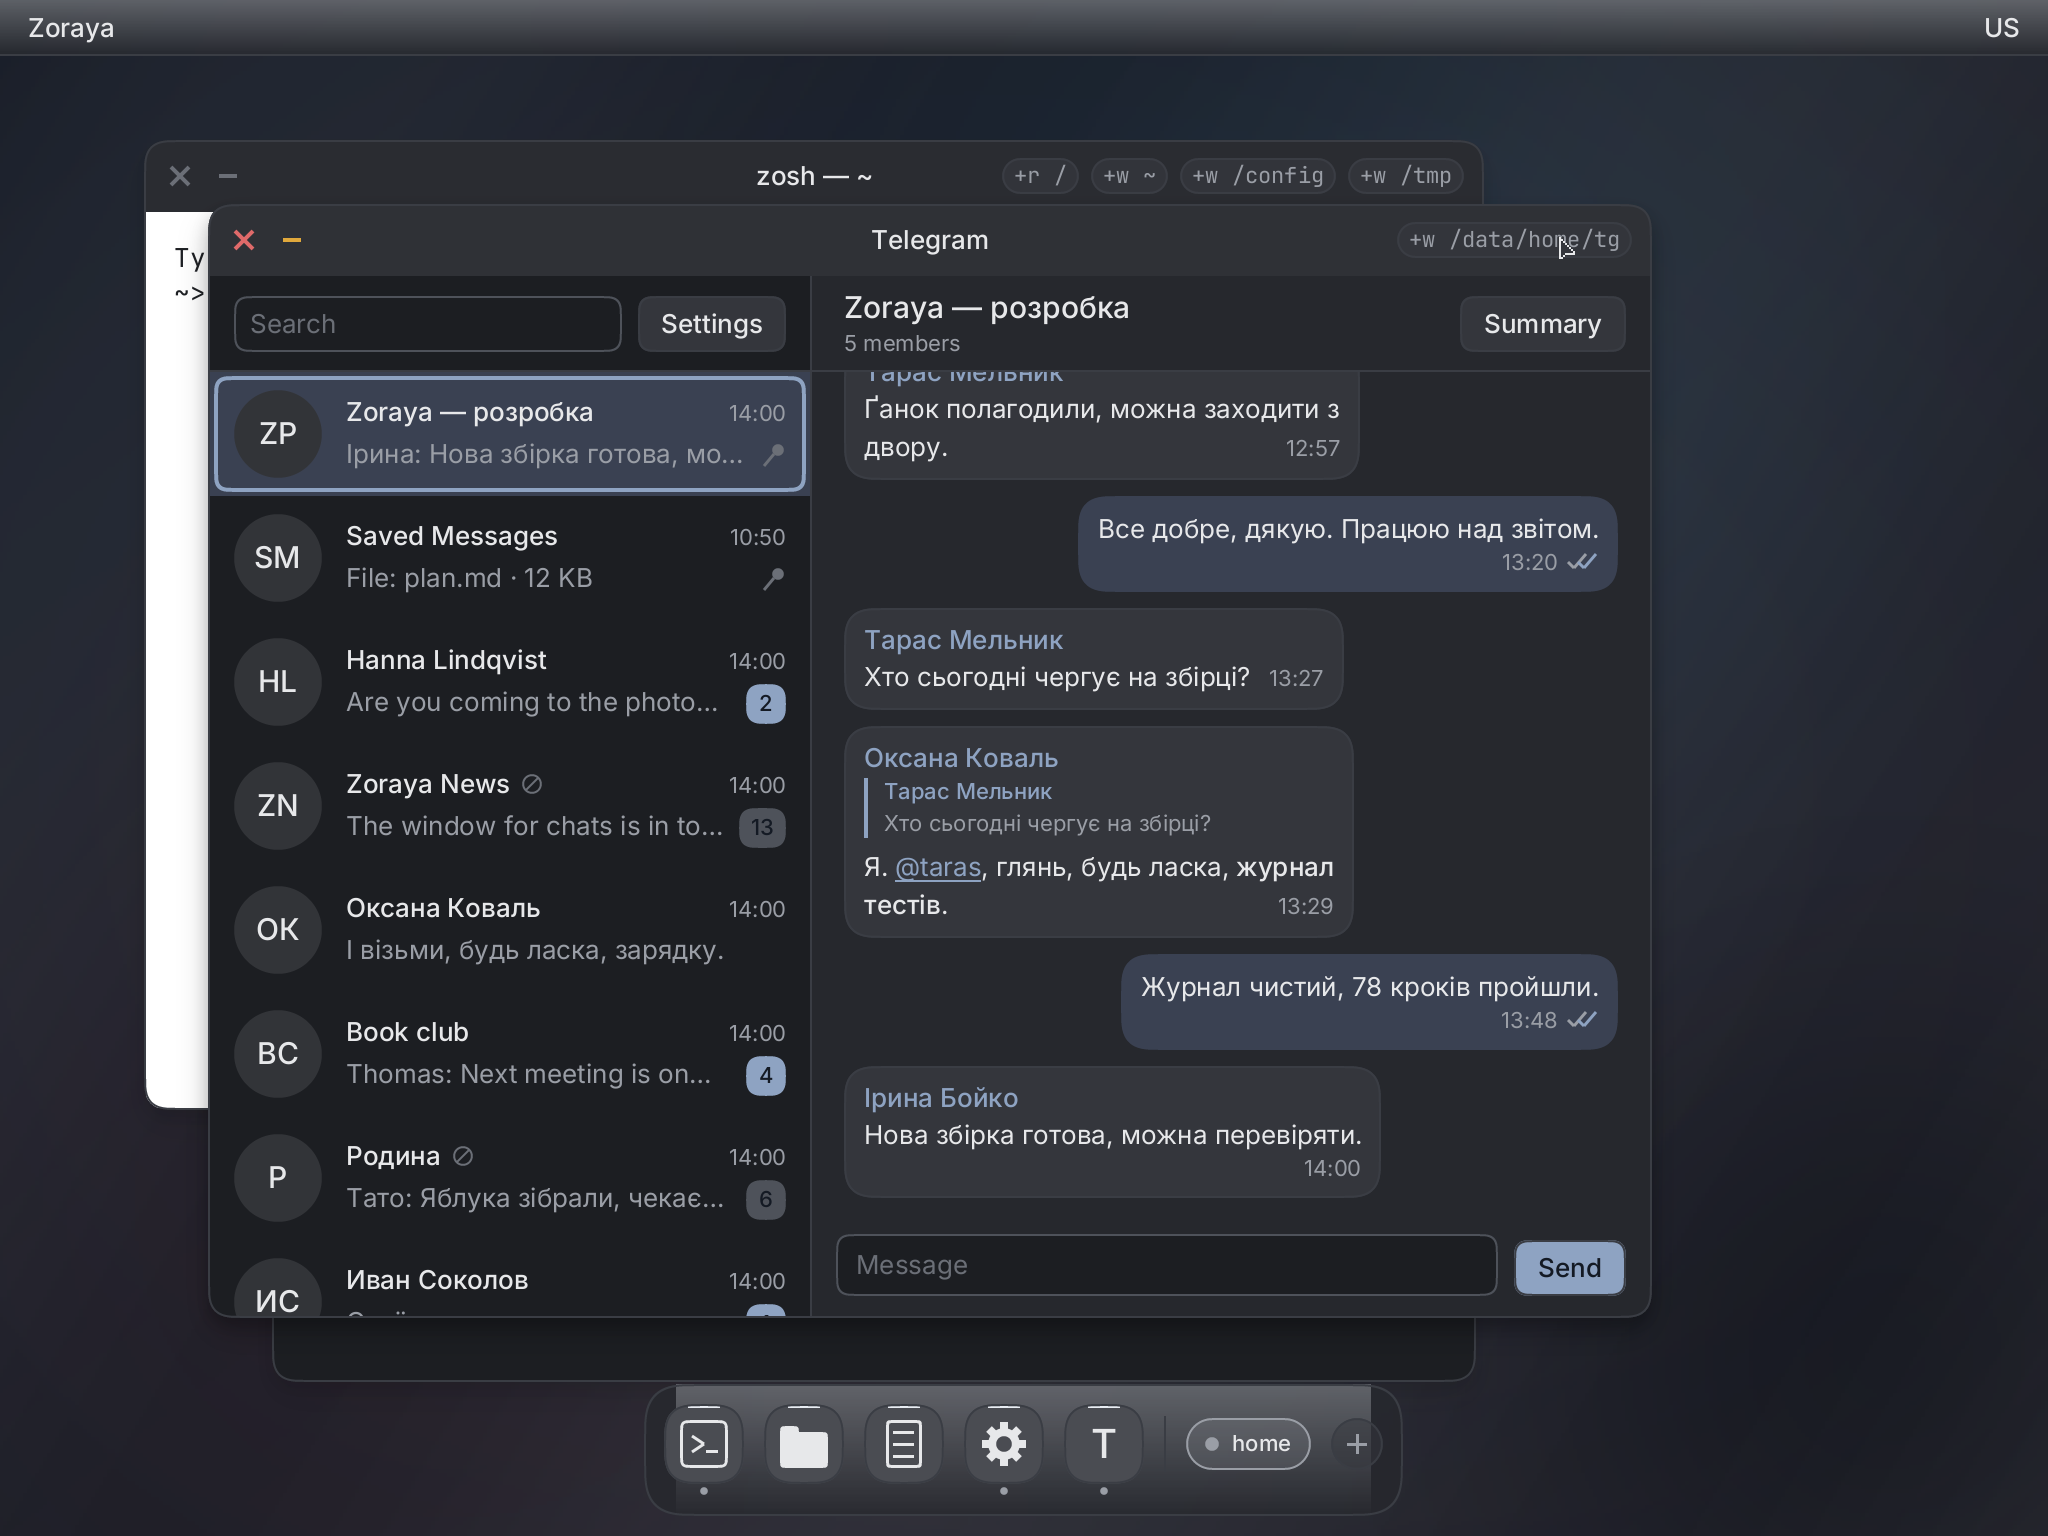 Zoraya
US
zosh — ~
+r /
+w ~
+w /config
+w /tmp
Ty
~>
Telegram
+w /data/home/tg
Search
Settings
Zoraya — розробка
14:00
Ірина: Нова збірка готова, мо...
Saved Messages
10:50
File: plan.md · 12 KB
Hanna Lindqvist
14:00
Are you coming to the photo...
2
Zoraya News
14:00
The window for chats is in to...
13
Оксана Коваль
14:00
І візьми, будь ласка, зарядку.
Book club
14:00
Thomas: Next meeting is on...
4
Родина
14:00
Тато: Яблука зібрали, чекає...
6
Иван Соколов
14:00
ZP
SM
HL
ZN
ОК
BC
Р
ИС
Zoraya — розробка
5 members
Summary
Тарас Мельник
Ґанок полагодили, можна заходити з
двору.
12:57
Все добре, дякую. Працюю над звітом.
13:20
Тарас Мельник
Хто сьогодні чергує на збірці? 13:27
Оксана Коваль
Тарас Мельник
Хто сьогодні чергує на збірці?
Я. @taras, глянь, будь ласка, журнал
тестів.
13:29
Журнал чистий, 78 кроків пройшли.
13:48
Ірина Бойко
Нова збірка готова, можна перевіряти.
14:00
Message
Send
>_
T
home
+